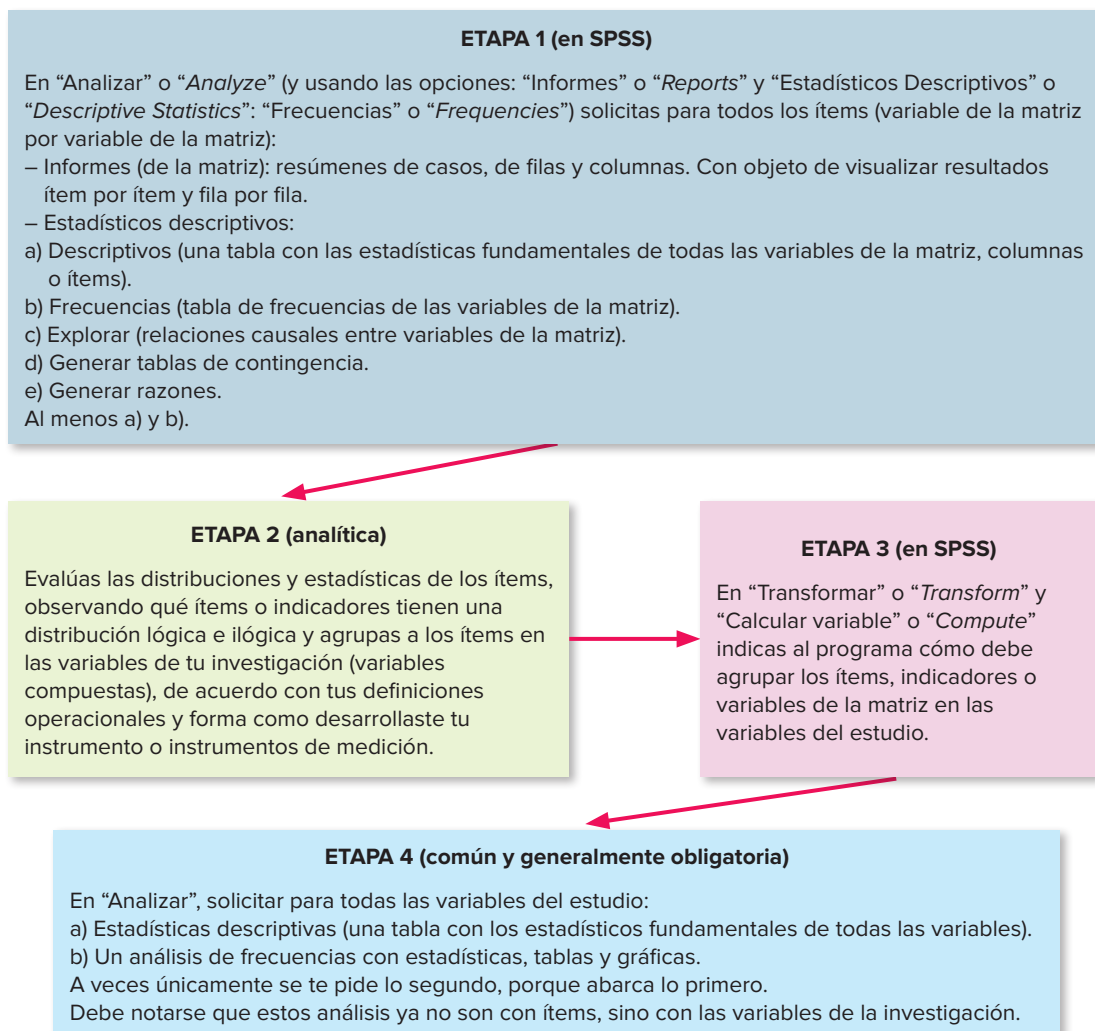 ETAPA 1 (en SPSS)
En “Analizar” o “Analyze” (y usando las opciones: “Informes” o “Reports” y “Estadísticos Descriptivos” o
“Descriptive Statistics”: “Frecuencias” o “Frequencies”) solicitas para todos los ítems (variable de la matriz
por variable de la matriz):
– Informes (de la matriz): resúmenes de casos, de filas y columnas. Con objeto de visualizar resultados
ítem por ítem y fila por fila.
– Estadísticos descriptivos:
a) Descriptivos (una tabla con las estadísticas fundamentales de todas las variables de la matriz, columnas
o ítems).
b) Frecuencias (tabla de frecuencias de las variables de la matriz).
c) Explorar (relaciones causales entre variables de la matriz).
d) Generar tablas de contingencia.
e) Generar razones.
Al menos a) y b).
ETAPA 2 (analítica)
Evalúas las distribuciones y estadísticas de los ítems,
observando qué ítems o indicadores tienen una
distribución lógica e ilógica y agrupas a los ítems en
las variables de tu investigación (variables
compuestas), de acuerdo con tus definiciones
operacionales y forma como desarrollaste tu
instrumento o instrumentos de medición.
ETAPA 3 (en SPSS)
En “Transformar” o “Transform” y
“Calcular variable” o “Compute”
indicas al programa cómo debe
agrupar los ítems, indicadores o
variables de la matriz en las
variables del estudio.
ETAPA 4 (común y generalmente obligatoria)
En “Analizar”, solicitar para todas las variables del estudio:
a) Estadísticas descriptivas (una tabla con los estadísticos fundamentales de todas las variables).
b) Un análisis de frecuencias con estadísticas, tablas y gráficas.
A veces únicamente se te pide lo segundo, porque abarca lo primero.
Debe notarse que estos análisis ya no son con ítems, sino con las variables de la investigación.